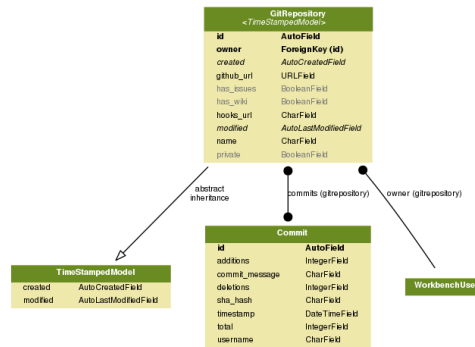 GitRepository
<TimeStampedModel>
id AutoField
owner ForeignKey (id)
created AutoCreatedField
github_url URLField
has_issues BooleanField
has_wiki BooleanField
hooks_url CharField
modified AutoLastModifiedField
name CharField
private BooleanField
abstract
inheritance
commits (gitrepository)
owner (gitrepository)
TimeStampedModel
created AutoCreatedField
modified AutoLastModifiedField
Commit
id AutoField
additions IntegerField
commit_message CharField
deletions IntegerField
sha_hash CharField
timestamp DateTimeField
total IntegerField
username CharField
WorkbenchUse